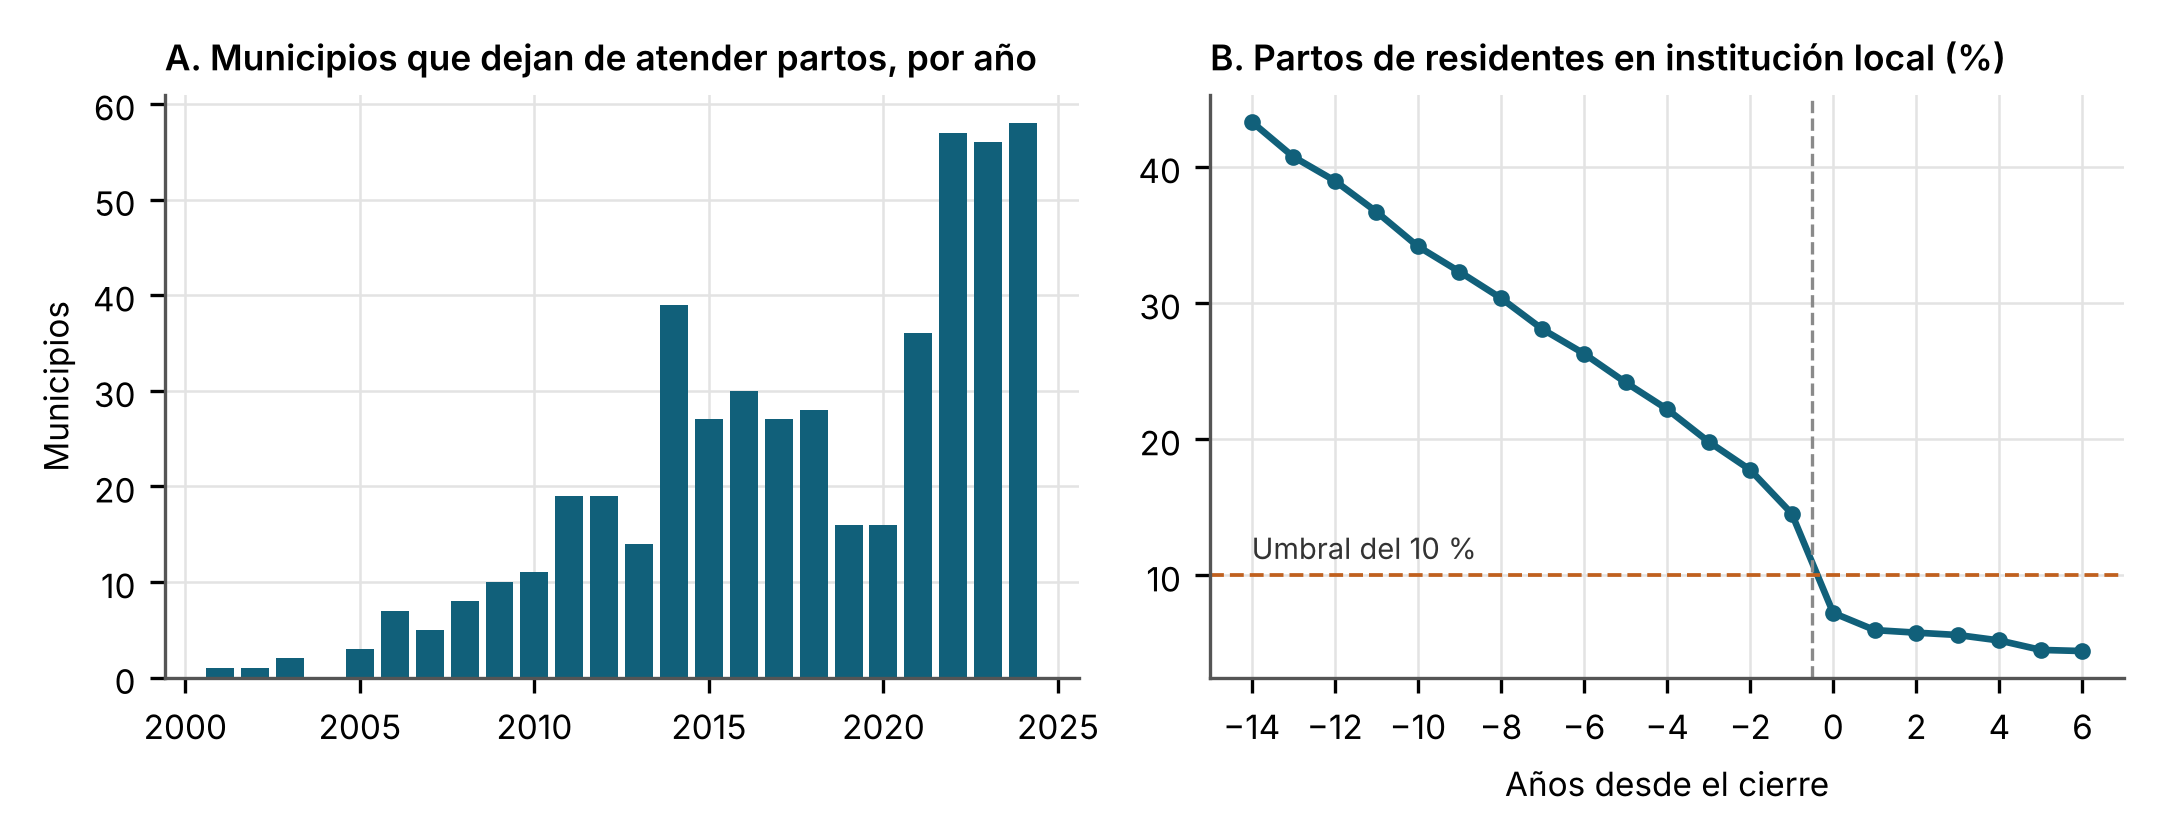 A. Municipios que dejan de atender partos, por año
60
50
40
30
20
10
0
Municipios
2000 2005 2010 2015 2020 2025
B. Partos de residentes en institución local (%)
40
30
20
10
Umbral del 10 %
−14 −12 −10 −8 −6 −4 −2 0 2 4 6
Años desde el cierre